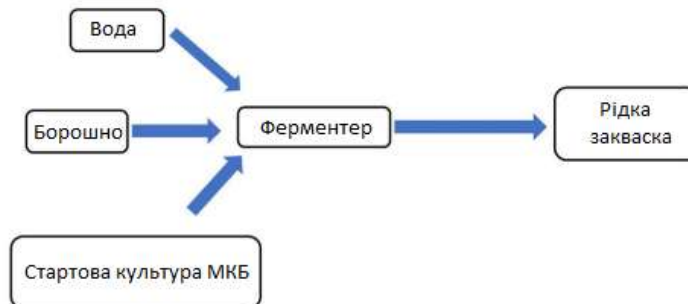 Вода
Борошно
Ферментер
Рідка
закваска
Стартова культура МКБ